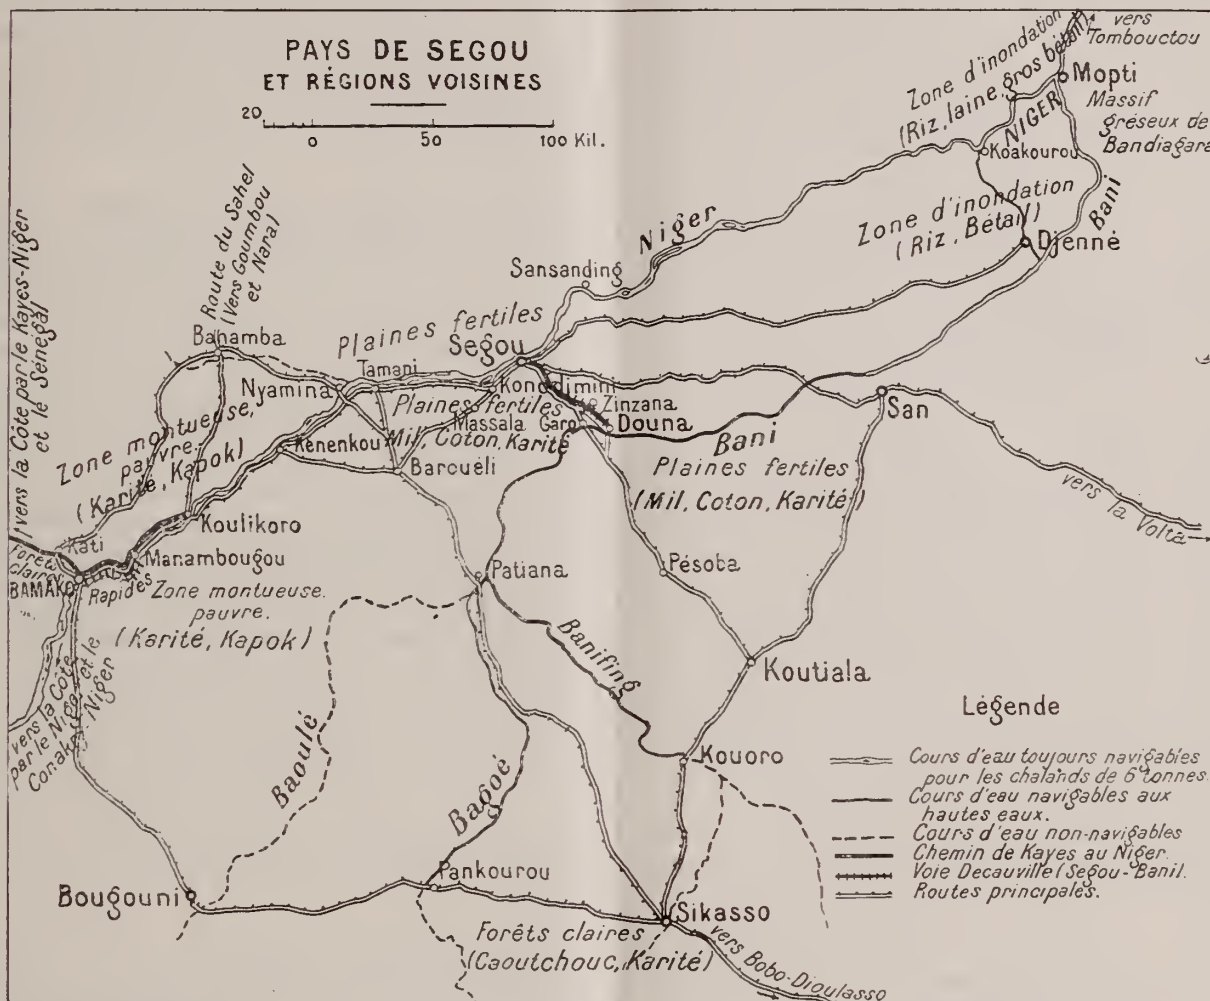 PAYS DE SEGOU
ET RÉGIONS VOISINES
20
0
50
100 Kil.
vers
Tombouctou
Zone d'inondation
(Riz, laine, gros bétail)
Mopti
NIGER
Massif
gréseux de
Bandiagara
Koakourou
Zone d'inondation
(Riz, Bétail)
Bani
Djenné
Niger
Sansanding
Route du Sahel
(Vers Goumbou
et Nara)
(vers la Côte par le Kayes-Niger
et le Sénégal
Banamba
Plaines fertiles
Segou
Tamani
Nyamina
Konodimini
Plaines fertiles
Zinzana
Massala
Garo
Douna
Mil, Coton, Karité
San
Bani
Zone montueuse,
pauvre.
(Karité, Kapok)
Kenenkou
Barouéli
Plaines fertiles
(Mil, Coton, Karité)
vers
la Volta
Koulikoro
Kati
Manambougou
Forêts
claires
BAMAKO
Rapides
Zone montueuse.
pauvre.
(Karité, Kapok)
Patiana
Pésoba
Banifing
Koutiala
vers la Côte
par le Niger et le
Conakry-Niger
Baoulé
Bagoé
Kouoro
Légende
Cours d'eau toujours navigables
pour les chalands de 6 tonnes.
Cours d'eau navigables aux
hautes eaux.
Cours d'eau non-navigables
Chemin de Kayes au Niger.
Voie Decauville (Segou-Bani).
Routes principales.
Bougouni
Pankourou
Sikasso
Forêts claires
(Caoutchouc, Karité)
vers Bobo-Dioulasso